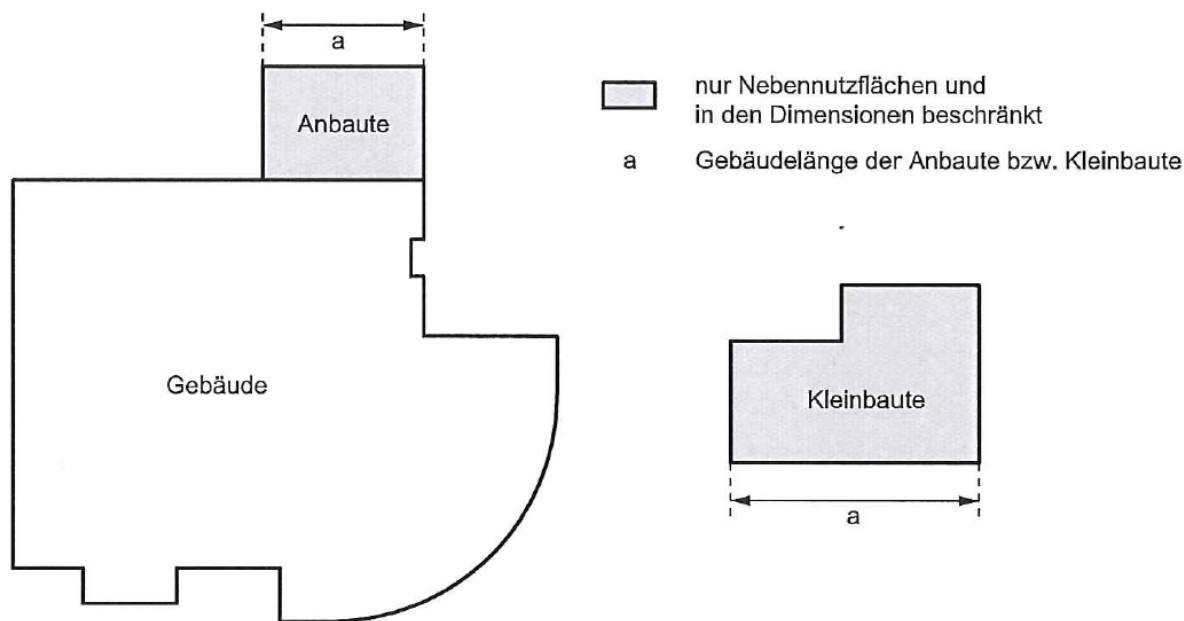 a
Anbaute
nur Nebennutzflächen und
in den Dimensionen beschränkt
a Gebäudelänge der Anbaute bzw. Kleinbaute
Gebäude
Kleinbaute
a